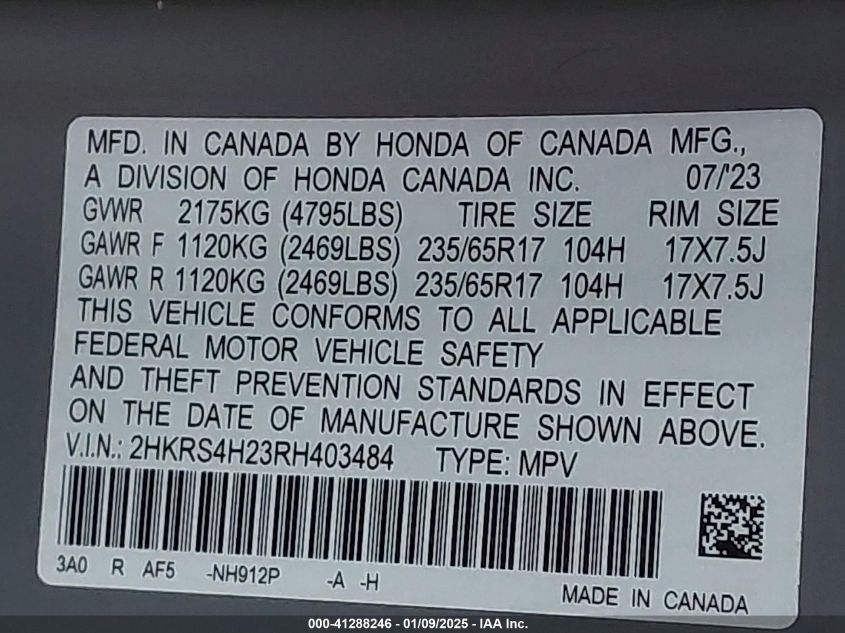 MFD. IN CANADA BY HONDA OF CANADA MFG.,
A DIVISION OF HONDA CANADA INC. 07/'23
GVWR 2175KG (4795LBS) TIRE SIZE RIM SIZE
GAWR F 1120KG (2469LBS) 235/65R17 104H 17X7.5J
GAWR R 1120KG (2469LBS) 235/65R17 104H 17X7.5J
THIS VEHICLE CONFORMS TO ALL APPLICABLE
FEDERAL MOTOR VEHICLE SAFETY
AND THEFT PREVENTION STANDARDS IN EFFECT
ON THE DATE OF MANUFACTURE SHOWN ABOVE.
V.I.N.: 2HKRS4H23RH403484 TYPE: MPV
3A0 R AF5 -NH912P -A -H
MADE IN CANADA
000-41288246 - 01/09/2025 - IAA Inc.